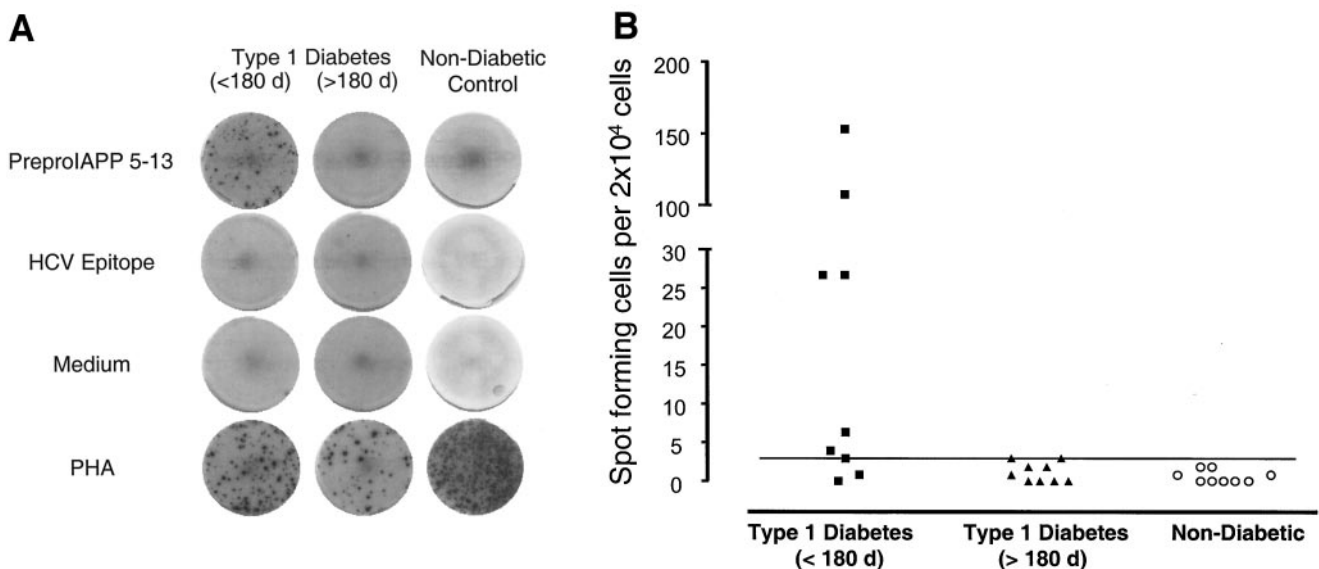 A
Type 1 Diabetes
(<180 d) (>180 d)
Non-Diabetic
Control
PreproIAPP 5-13
HCV Epitope
Medium
PHA
B
Spot forming cells per 2x10⁴ cells
200
150
100
30
25
20
15
10
5
0
Type 1 Diabetes
(< 180 d)
Type 1 Diabetes
(> 180 d)
Non-Diabetic